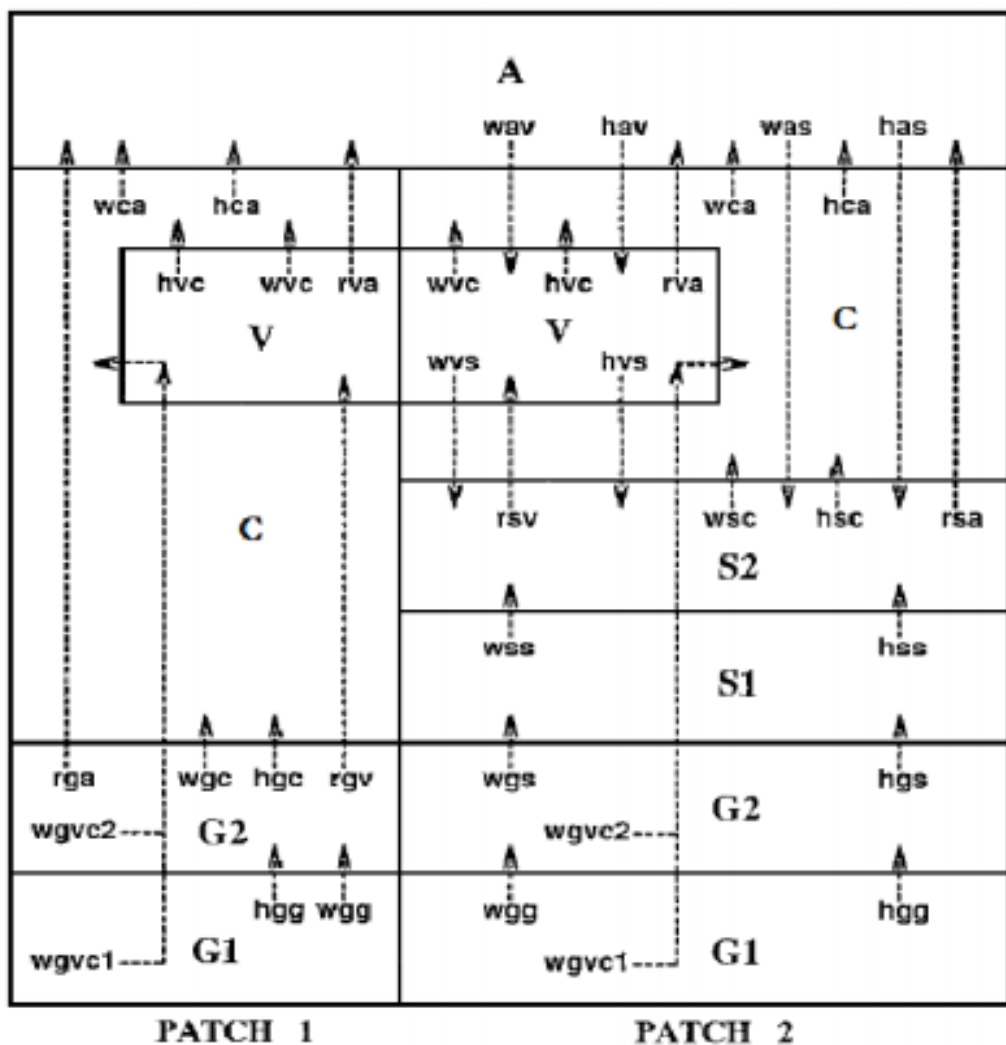 A
wav hav was has
wca hca wca hca
hvc wvc rva wvc hvc rva
V V C
wvs hvs
rsv wsc hsc rsa
C
S2
wss hss
S1
rga wgc hgc rgv wgs hgs
wgvc2 G2 wgvc2 G2
hgg wgg wgg hgg
wgvc1 G1 wgvc1 G1
PATCH 1 PATCH 2